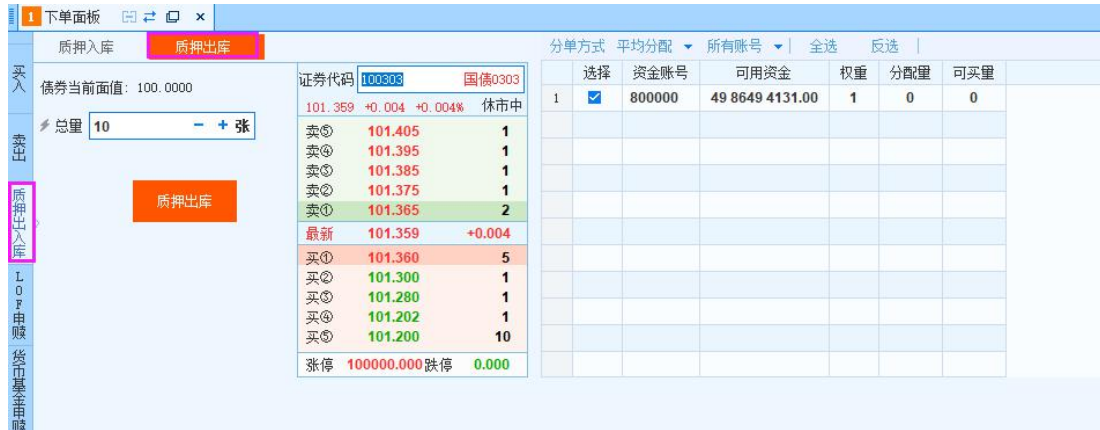 1 下单面板
买入
卖出
质押出入库
LOF申赎
货币基金申赎
质押入库 质押出库
债券当前面值: 100.0000
总量 10 - + 张
质押出库
证券代码 100303 国债0303
101.359 +0.004 +0.004% 休市中
卖⑤ 101.405 1
卖④ 101.395 1
卖③ 101.385 1
卖② 101.375 1
卖① 101.365 2
最新 101.359 +0.004
买① 101.360 5
买② 101.300 1
买③ 101.280 1
买④ 101.202 1
买⑤ 101.200 10
涨停 100000.000 跌停 0.000
分单方式 平均分配 所有账号 全选 反选
选择 资金账号 可用资金 权重 分配量 可买量
1 800000 49 8649 4131.00 1 0 0